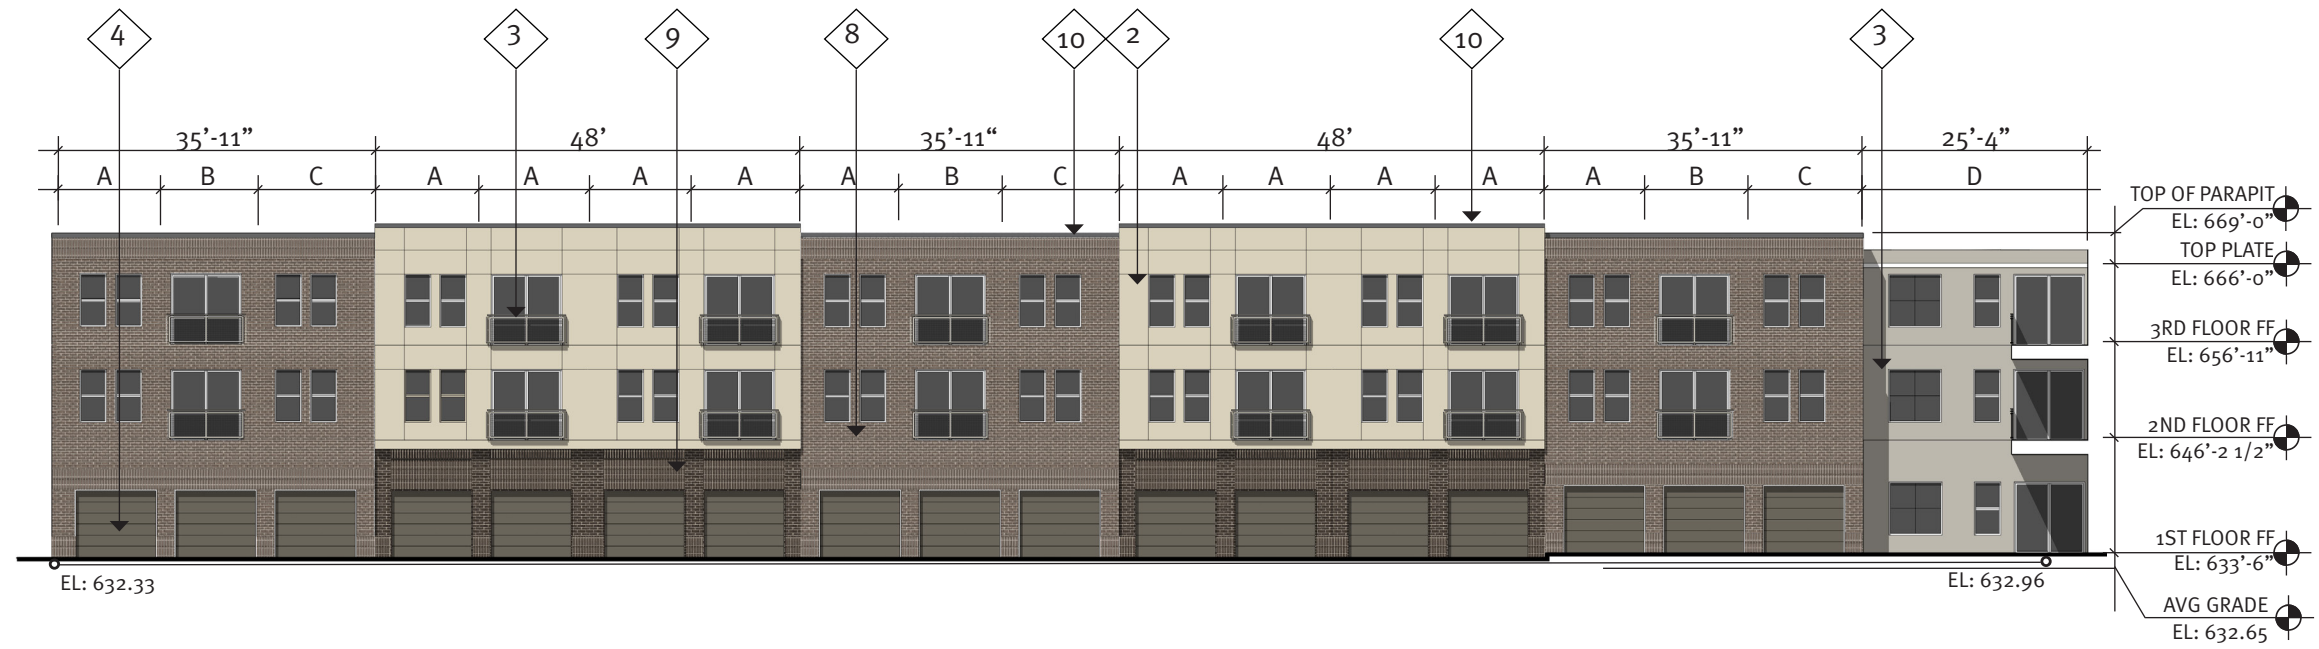 4 3 9 8 10 2 10 3
35’-11” 48’ 35’-11“ 48’ 35’-11” 25’-4”
A B C A A A A A B C A A A A A B C D
TOP OF PARAPIT
EL: 669’-0”
TOP PLATE
EL: 666’-0”
3RD FLOOR FF
EL: 656’-11”
2ND FLOOR FF
EL: 646’-2 1/2”
1ST FLOOR FF
EL: 633’-6”
EL: 632.33 EL: 632.96
AVG GRADE
EL: 632.65